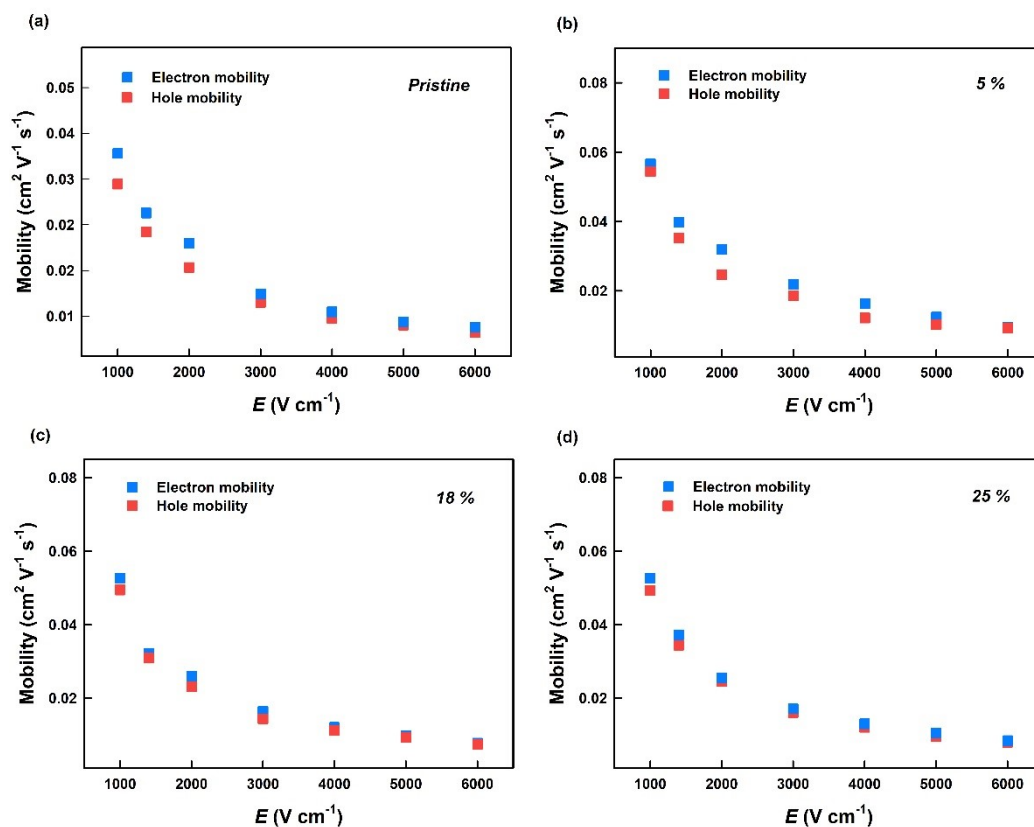 (a)
Electron mobility
Hole mobility
Pristine
0.05
0.04
0.03
0.02
0.02
0.01
Mobility (cm² V⁻¹ s⁻¹)
1000 2000 3000 4000 5000 6000
E (V cm⁻¹)
(b)
Electron mobility
Hole mobility
5 %
0.08
0.06
0.04
0.02
Mobility (cm² V⁻¹ s⁻¹)
1000 2000 3000 4000 5000 6000
E (V cm⁻¹)
(c)
Electron mobility
Hole mobility
18 %
0.08
0.06
0.04
0.02
Mobility (cm² V⁻¹ s⁻¹)
1000 2000 3000 4000 5000 6000
E (V cm⁻¹)
(d)
Electron mobility
Hole mobility
25 %
0.08
0.06
0.04
0.02
Mobility (cm² V⁻¹ s⁻¹)
1000 2000 3000 4000 5000 6000
E (V cm⁻¹)